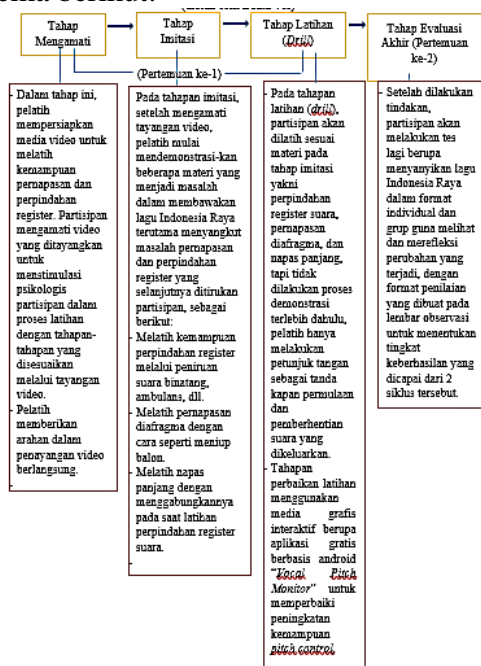 Tahap
Mengamati
Tahap
Imitasi
Tahap Latihan
(Drill)
Tahap Evaluasi
Akhir (Pertemuan
ke-2)
(Pertemuan ke-1)
- Dalam tahap ini,
pelatih
mempersiapkan
media video untuk
melatih
kemampuan
pernapasan dan
perpindahan
register. Partisipan
mengamati video
yang ditayangkan
untuk
menstimulasi
psikologis
partisipan dalam
proses latihan
dengan tahapan-
tahapan yang
disesuaikan
melalui tayangan
video.
- Pelatih
memberikan
arahan dalam
penayangan video
berlangsung.
Pada tahapan imitasi,
setelah mengamati
tayangan video,
pelatih mulai
mendemonstrasi-kan
beberapa materi yang
menjadi masalah
dalam membawakan
lagu Indonesia Raya
terutama menyangkut
masalah pernapasan
dan perpindahan
register yang
selanjutnya ditirukan
partisipan, sebagai
berikut:
- Melatih kemampuan
perpindahan register
melalui peniruan
suara binatang,
ambulans, dll.
- Melatih pernapasan
diafragma dengan
cara seperti meniup
balon.
- Melatih napas
panjang dengan
menggabungkannya
pada saat latihan
perpindahan register
suara.
-
- Pada tahapan
latihan (drill),
partisipan akan
dilatih sesuai
materi pada
tahap imitasi
yakni
perpindahan
register suara,
pernapasan
diafragma, dan
napas panjang,
tapi tidak
dilakukan proses
demonstrasi
terlebih dahulu,
pelatih hanya
melakukan
petunjuk tangan
sebagai tanda
kapan permulaan
dan
pemberhentian
suara yang
dikeluarkan.
- Tahapan
perbaikan latihan
menggunakan
media grafis
interaktif berupa
aplikasi gratis
berbasis android
"Vocal Pitch
Monitor" untuk
memperbaiki
peningkatan
kemampuan
pitch control.
- Setelah dilakukan
tindakan,
partisipan akan
melakukan tes
lagi berupa
menyanyikan lagu
Indonesia Raya
dalam format
individual dan
grup guna melihat
dan merefleksi
perubahan yang
terjadi, dengan
format penilaian
yang dibuat pada
lembar observasi
untuk menentukan
tingkat
keberhasilan yang
dicapai dari 2
siklus tersebut.